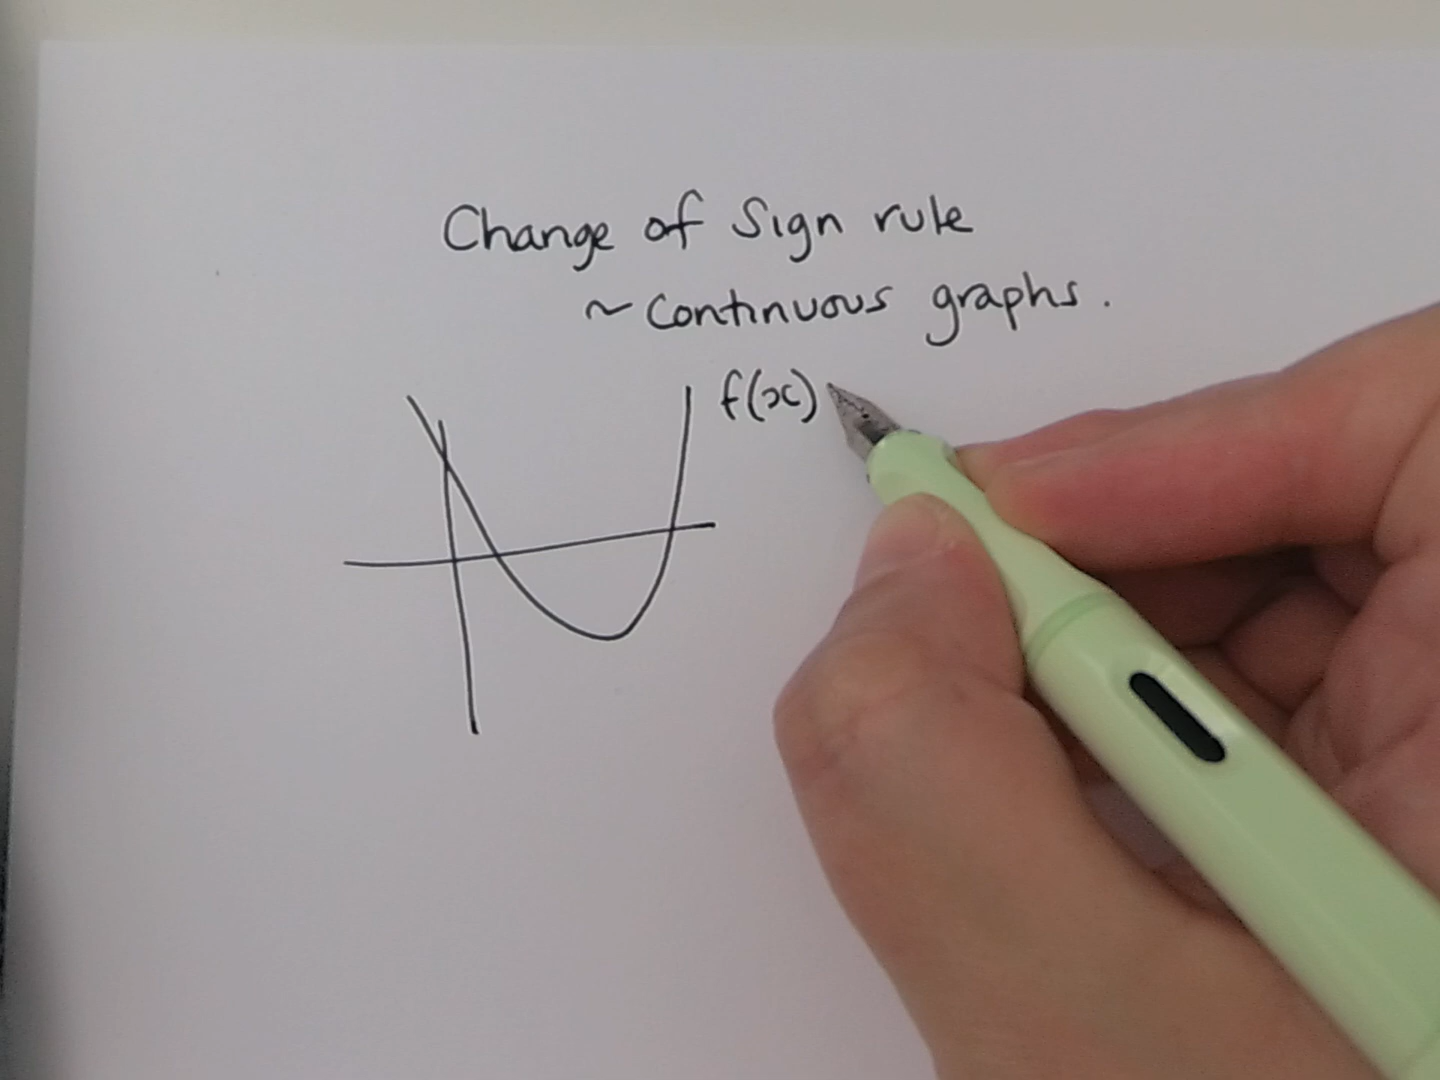 Change of Sign rule
~ Continuous graphs.
f(x)